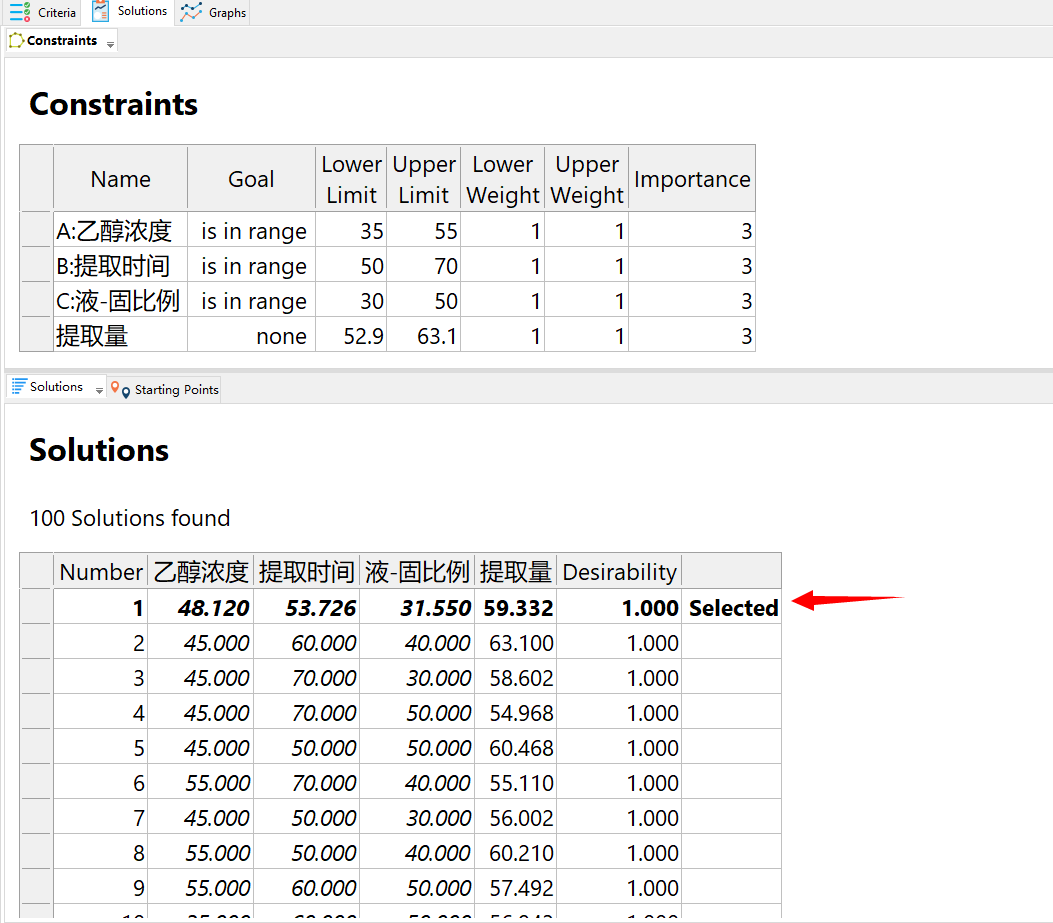 Criteria Solutions Graphs
Constraints
Constraints
Name Goal Lower Limit Upper Limit Lower Weight Upper Weight Importance
A:乙醇浓度 is in range 35 55 1 1 3
B:提取时间 is in range 50 70 1 1 3
C:液-固比例 is in range 30 50 1 1 3
提取量 none 52.9 63.1 1 1 3
Solutions Starting Points
Solutions
100 Solutions found
Number 乙醇浓度 提取时间 液-固比例 提取量 Desirability
1 48.120 53.726 31.550 59.332 1.000 Selected
2 45.000 60.000 40.000 63.100 1.000
3 45.000 70.000 30.000 58.602 1.000
4 45.000 70.000 50.000 54.968 1.000
5 45.000 50.000 50.000 60.468 1.000
6 55.000 70.000 40.000 55.110 1.000
7 45.000 50.000 30.000 56.002 1.000
8 55.000 50.000 40.000 60.210 1.000
9 55.000 60.000 50.000 57.492 1.000